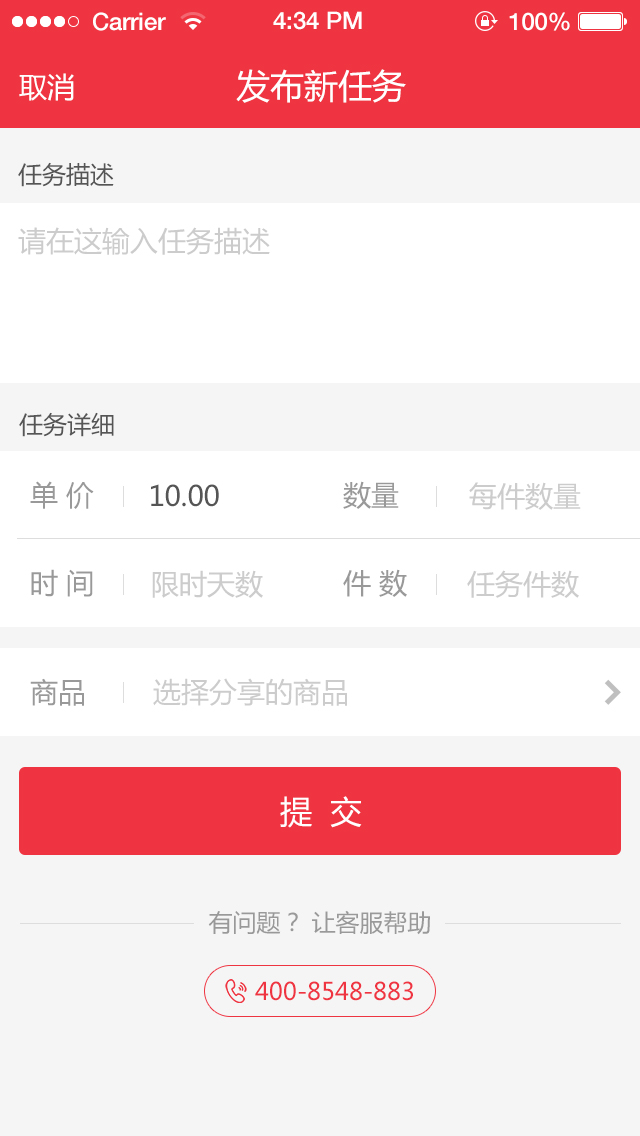 Carrier 4:34 PM 100%
取消 发布新任务
任务描述
请在这输入任务描述
任务详细
单价 10.00 数量 每件数量
时间 限时天数 件数 任务件数
商品 选择分享的商品
提交
有问题？让客服帮助
400-8548-883